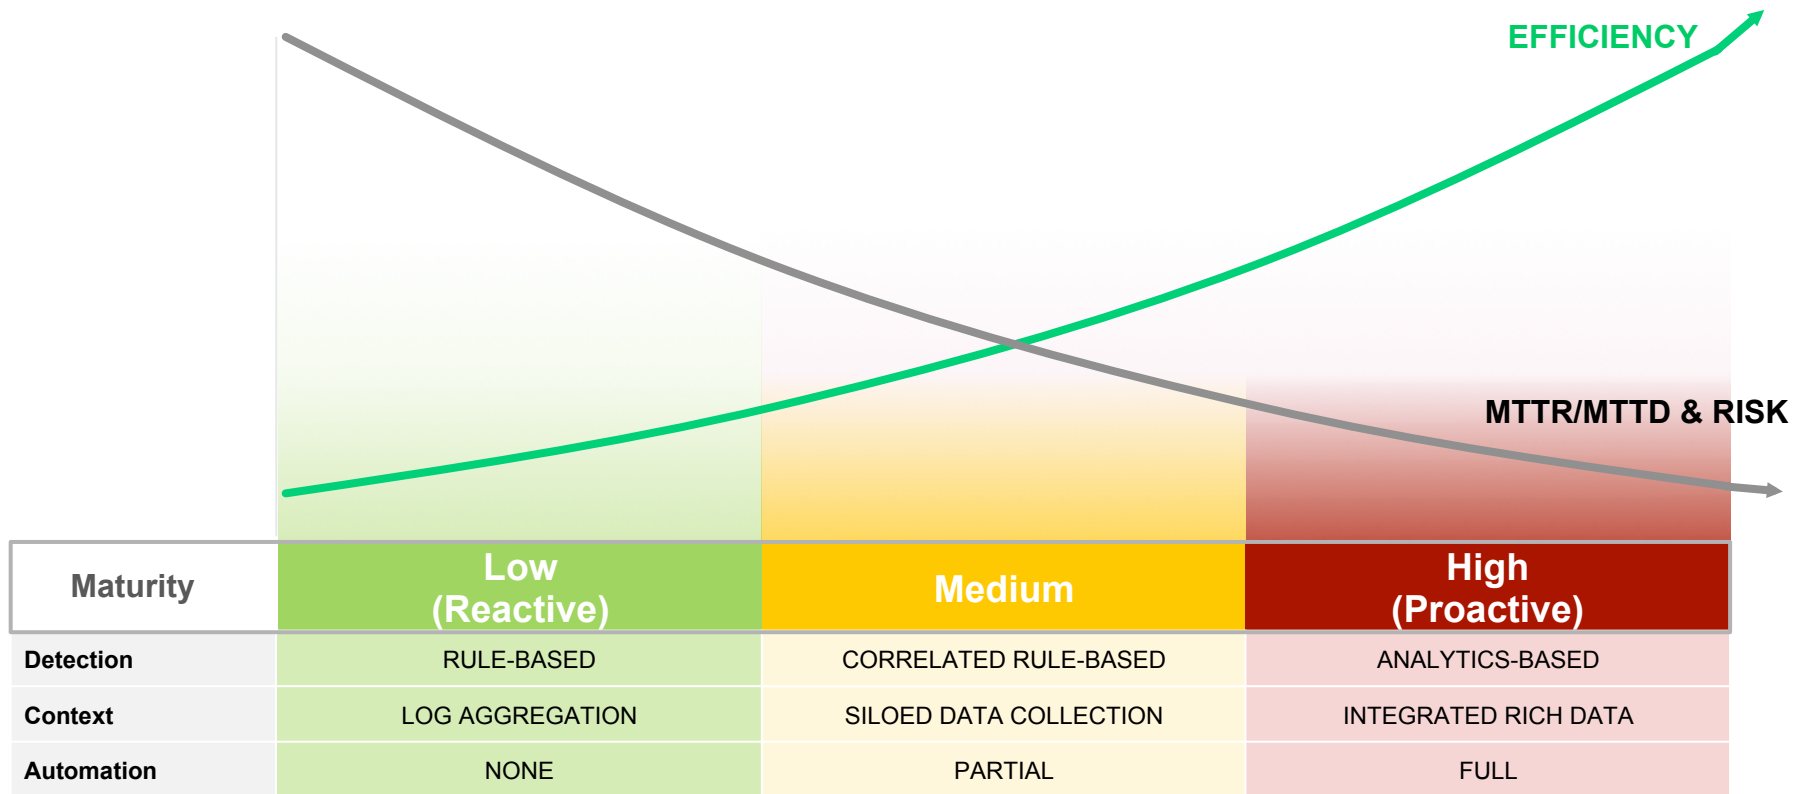 EFFICIENCY
MTTR/MTTD & RISK
Maturity
Low
(Reactive)
Medium
High
(Proactive)
Detection
RULE-BASED
CORRELATED RULE-BASED
ANALYTICS-BASED
Context
LOG AGGREGATION
SILOED DATA COLLECTION
INTEGRATED RICH DATA
Automation
NONE
PARTIAL
FULL